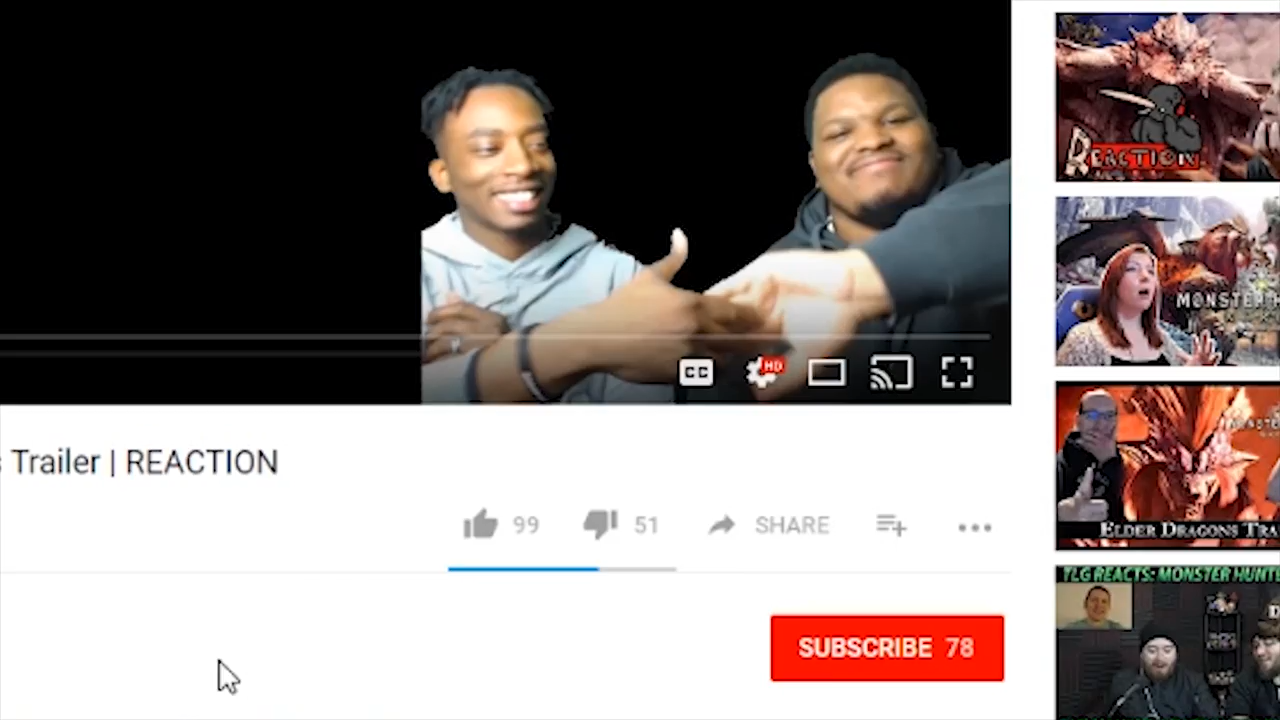 CC
HD
s Trailer | REACTION
99
51
SHARE
SUBSCRIBE 78
REACTION
MONSTER
ELDER DRAGONS TRA
YLG REACTS: MONSTER HUNT